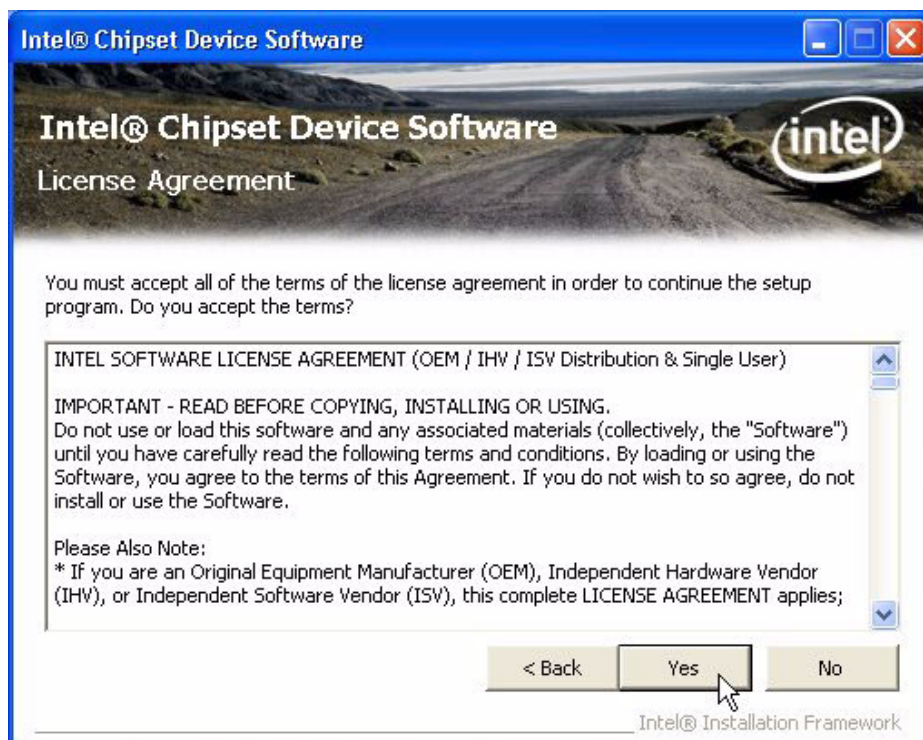 Intel® Chipset Device Software
Intel® Chipset Device Software
intel
License Agreement
You must accept all of the terms of the license agreement in order to continue the setup
program. Do you accept the terms?
INTEL SOFTWARE LICENSE AGREEMENT (OEM / IHV / ISV Distribution & Single User)
IMPORTANT - READ BEFORE COPYING, INSTALLING OR USING.
Do not use or load this software and any associated materials (collectively, the "Software")
until you have carefully read the following terms and conditions. By loading or using the
Software, you agree to the terms of this Agreement. If you do not wish to so agree, do not
install or use the Software.
Please Also Note:
* If you are an Original Equipment Manufacturer (OEM), Independent Hardware Vendor
(IHV), or Independent Software Vendor (ISV), this complete LICENSE AGREEMENT applies;
< Back Yes No
Intel® Installation Framework